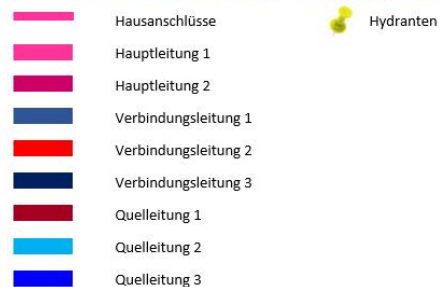 Hausanschlüsse
Hydranten
Hauptleitung 1
Hauptleitung 2
Verbindungsleitung 1
Verbindungsleitung 2
Verbindungsleitung 3
Quelleitung 1
Quelleitung 2
Quelleitung 3